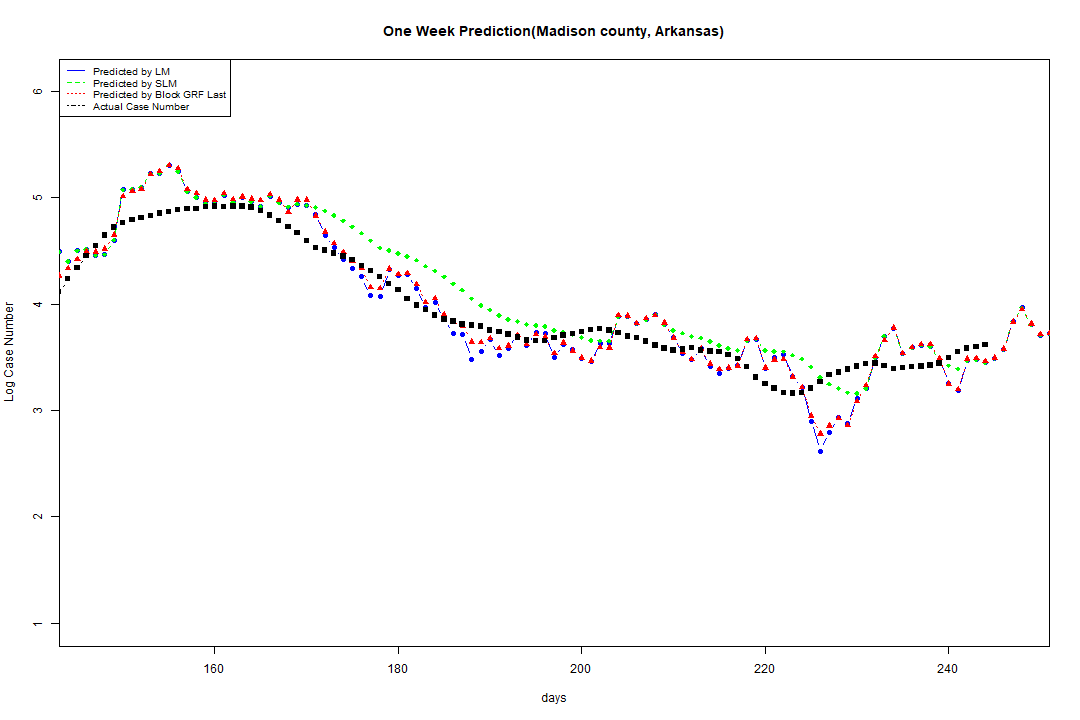 One Week Prediction(Madison county, Arkansas)
Predicted by LM
Predicted by SLM
Predicted by Block GRF Last
Actual Case Number
6
5
4
3
2
1
Log Case Number
160 180 200 220 240
days